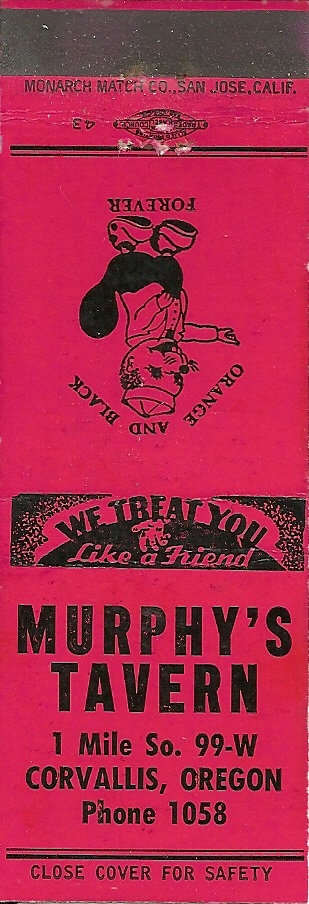 MONARCH MATCH CO., SAN JOSE, CALIF.
43
ORANGE AND BLACK
FOREVER
WE TREAT YOU
Like a Friend
MURPHY'S
TAVERN
1 Mile So. 99-W
CORVALLIS, OREGON
Phone 1058
CLOSE COVER FOR SAFETY